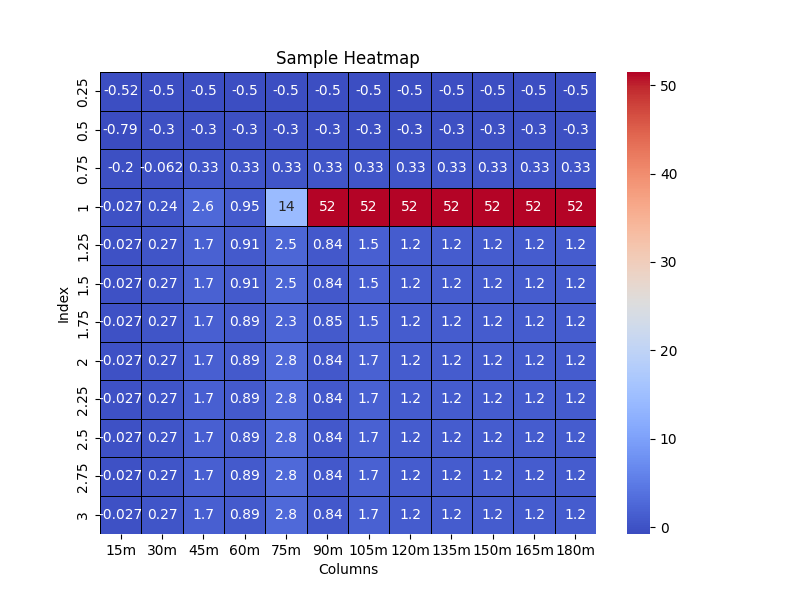 Sample Heatmap
0.25 -0.52 -0.5 -0.5 -0.5 -0.5 -0.5 -0.5 -0.5 -0.5 -0.5 -0.5 -0.5
0.5 -0.79 -0.3 -0.3 -0.3 -0.3 -0.3 -0.3 -0.3 -0.3 -0.3 -0.3 -0.3
0.75 -0.2 -0.062 0.33 0.33 0.33 0.33 0.33 0.33 0.33 0.33 0.33 0.33
1 -0.027 0.24 2.6 0.95 14 52 52 52 52 52 52 52
1.25 -0.027 0.27 1.7 0.91 2.5 0.84 1.5 1.2 1.2 1.2 1.2 1.2
1.5 -0.027 0.27 1.7 0.91 2.5 0.84 1.5 1.2 1.2 1.2 1.2 1.2
1.75 -0.027 0.27 1.7 0.89 2.3 0.85 1.5 1.2 1.2 1.2 1.2 1.2
2 -0.027 0.27 1.7 0.89 2.8 0.84 1.7 1.2 1.2 1.2 1.2 1.2
2.25 -0.027 0.27 1.7 0.89 2.8 0.84 1.7 1.2 1.2 1.2 1.2 1.2
2.5 -0.027 0.27 1.7 0.89 2.8 0.84 1.7 1.2 1.2 1.2 1.2 1.2
2.75 -0.027 0.27 1.7 0.89 2.8 0.84 1.7 1.2 1.2 1.2 1.2 1.2
3 -0.027 0.27 1.7 0.89 2.8 0.84 1.7 1.2 1.2 1.2 1.2 1.2
15m 30m 45m 60m 75m 90m 105m 120m 135m 150m 165m 180m
Columns
Index
50
40
30
20
10
0